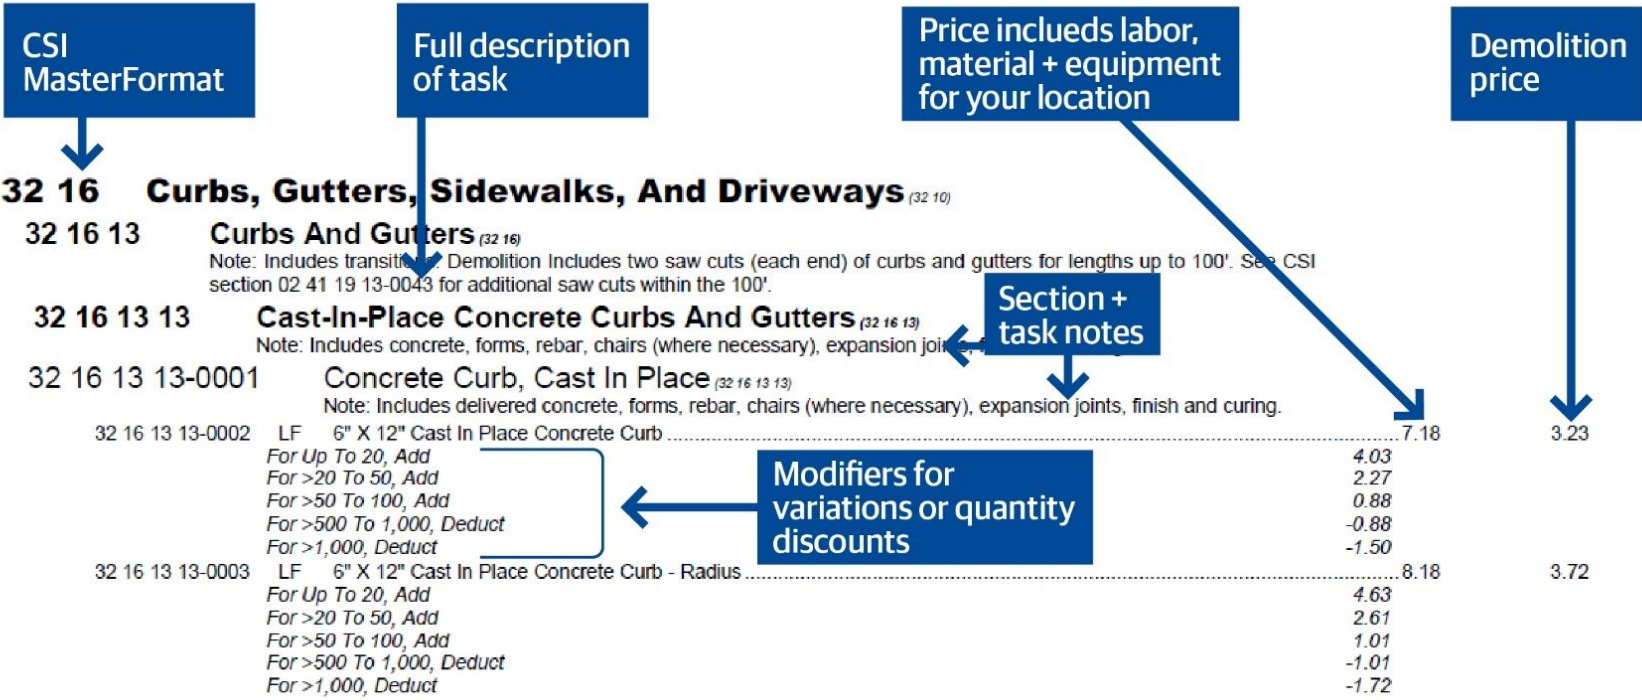 CSI
MasterFormat
Full description
of task
Price inclueds labor,
material + equipment
for your location
Demolition
price
32 16 Curbs, Gutters, Sidewalks, And Driveways (32 10)
32 16 13 Curbs And Gutters (32 16)
Note: Includes transiti Demolition Includes two saw cuts (each end) of curbs and gutters for lengths up to 100'. See CSI
section 02 41 19 13-0043 for additional saw cuts within the 100'.
Section +
task notes
32 16 13 13 Cast-In-Place Concrete Curbs And Gutters (32 16 13)
Note: Includes concrete, forms, rebar, chairs (where necessary), expansion
32 16 13 13-0001 Concrete Curb, Cast In Place (32 16 13 13)
Note: Includes delivered concrete, forms, rebar, chairs (where necessary), expansion joints, finish and curing.
32 16 13 13-0002 LF 6" X 12" Cast In Place Concrete Curb 7.18 3.23
For Up To 20, Add 4.03
For >20 To 50, Add 2.27
For >50 To 100, Add 0.88
For >500 To 1,000, Deduct -0.88
For >1,000, Deduct -1.50
Modifiers for
variations or quantity
discounts
32 16 13 13-0003 LF 6" X 12" Cast In Place Concrete Curb - Radius 8.18 3.72
For Up To 20, Add 4.63
For >20 To 50, Add 2.61
For >50 To 100, Add 1.01
For >500 To 1,000, Deduct -1.01
For >1,000, Deduct -1.72